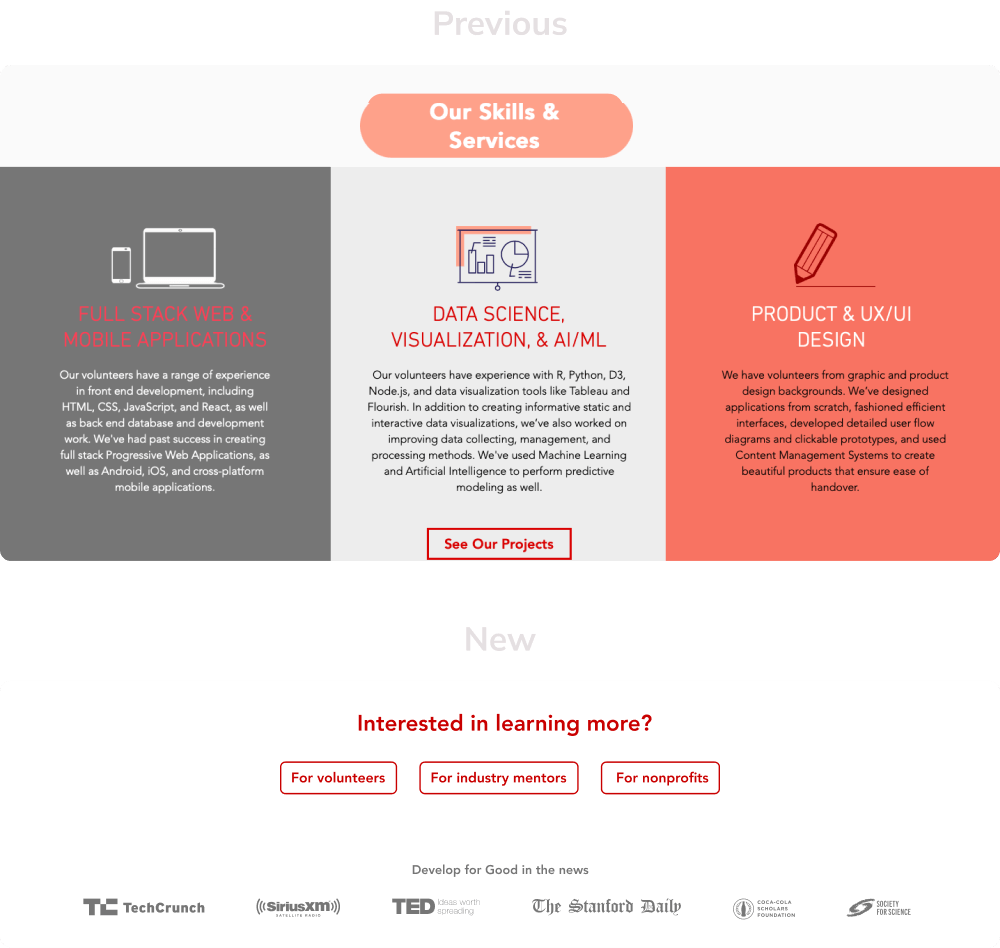 Previous
Our Skills &
Services
FULL STACK WEB &
MOBILE APPLICATIONS
Our volunteers have a range of experience
in front end development, including
HTML, CSS, JavaScript, and React, as well
as back end database and development
work. We've had past success in creating
full stack Progressive Web Applications, as
well as Android, iOS, and cross-platform
mobile applications.
DATA SCIENCE,
VISUALIZATION, & AI/ML
Our volunteers have experience with R, Python, D3,
Node.js, and data visualization tools like Tableau and
Flourish. In addition to creating informative static and
interactive data visualizations, we've also worked on
improving data collecting, management, and
processing methods. We've used Machine Learning
and Artificial Intelligence to perform predictive
modeling as well.
See Our Projects
PRODUCT & UX/UI
DESIGN
We have volunteers from graphic and product
design backgrounds. We've designed
applications from scratch, fashioned efficient
interfaces, developed detailed user flow
diagrams and clickable prototypes, and used
Content Management Systems to create
beautiful products that ensure ease of
handover.
New
Interested in learning more?
For volunteers
For industry mentors
For nonprofits
Develop for Good in the news
TC TechCrunch
SiriusXM
SATELLITE RADIO
TED Ideas worth
spreading
The Stanford Daily
COCA-COLA
SCHOLARS
FOUNDATION
SOCIETY
FOR SCIENCE